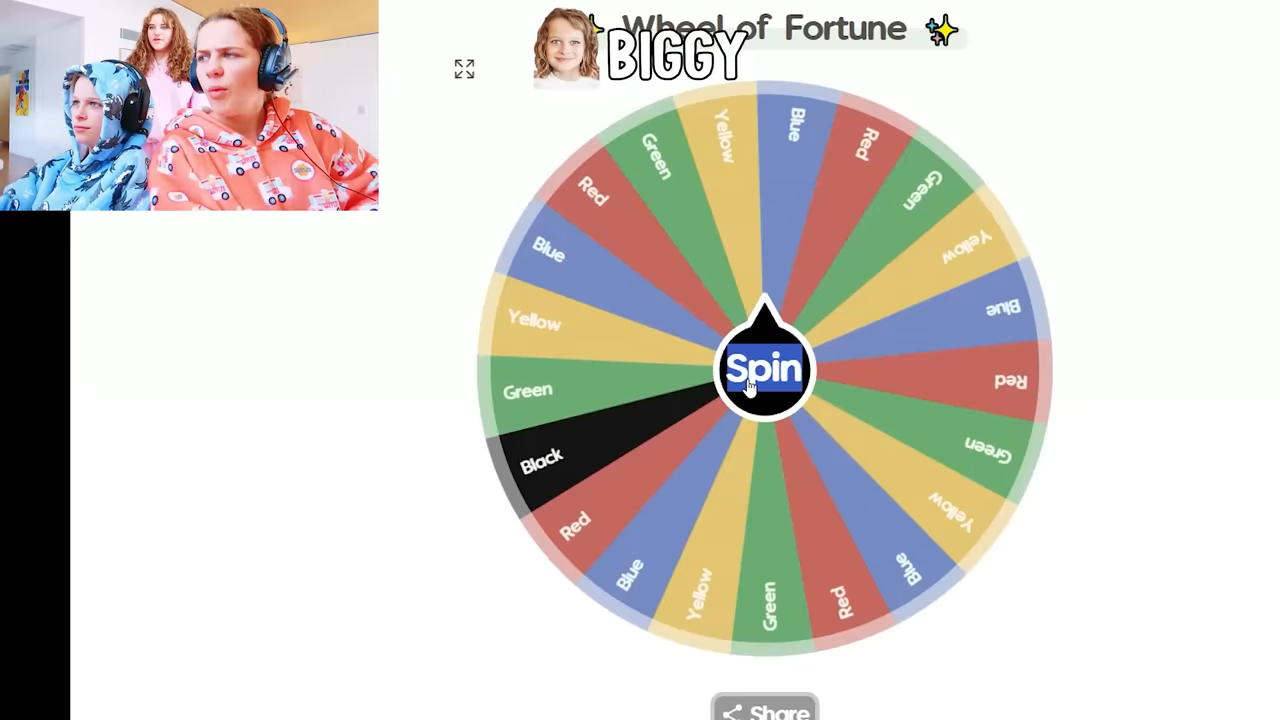 Wheel of Fortune
BIGGY
Blue
Red
Green
Yellow
Blue
Red
Green
Yellow
Blue
Red
Green
Yellow
Blue
Red
Black
Green
Yellow
Blue
Red
Green
Yellow
Spin
Share